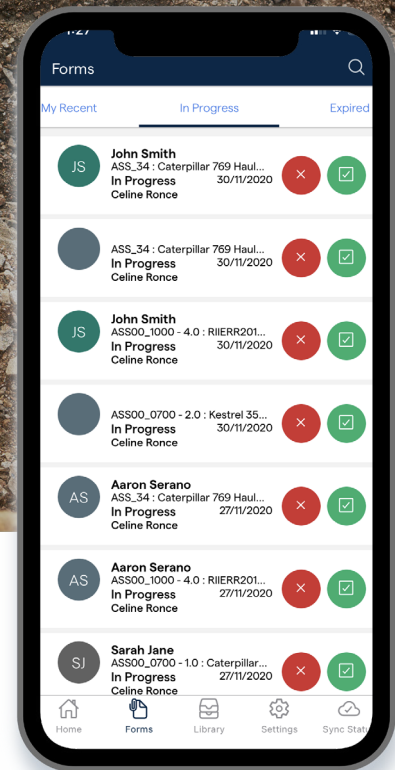 1:27
Forms
My Recent In Progress Expired
JS John Smith
ASS_34 : Caterpillar 769 Haul...
In Progress 30/11/2020
Celine Ronce
ASS_34 : Caterpillar 769 Haul...
In Progress 30/11/2020
Celine Ronce
JS John Smith
ASS00_1000 - 4.0 : RIIERR201...
In Progress 30/11/2020
Celine Ronce
ASS00_0700 - 2.0 : Kestrel 35...
In Progress 30/11/2020
Celine Ronce
AS Aaron Serano
ASS_34 : Caterpillar 769 Haul...
In Progress 27/11/2020
Celine Ronce
AS Aaron Serano
ASS00_1000 - 4.0 : RIIERR201...
In Progress 27/11/2020
Celine Ronce
SJ Sarah Jane
ASS00_0700 - 1.0 : Caterpillar...
In Progress 27/11/2020
Celine Ronce
Home Forms Library Settings Sync Statu